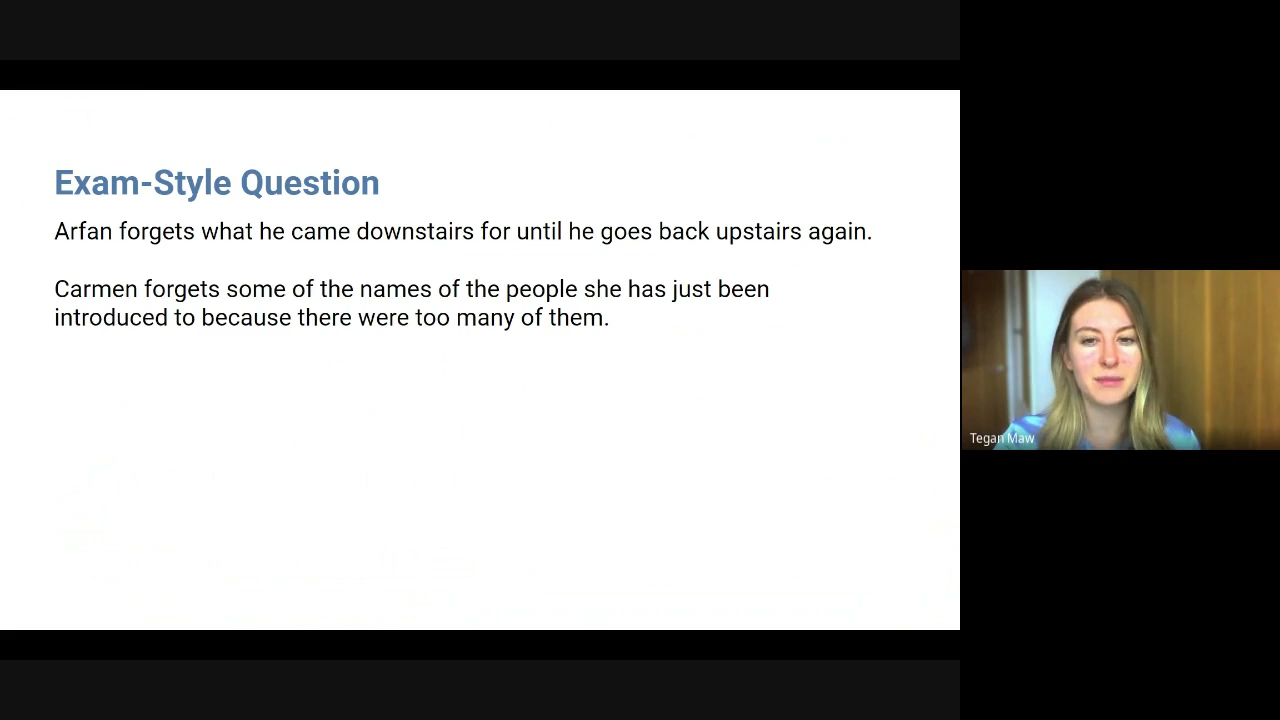 Exam-Style Question
Arfan forgets what he came downstairs for until he goes back upstairs again.
Carmen forgets some of the names of the people she has just been
introduced to because there were too many of them.
Tegan Maw